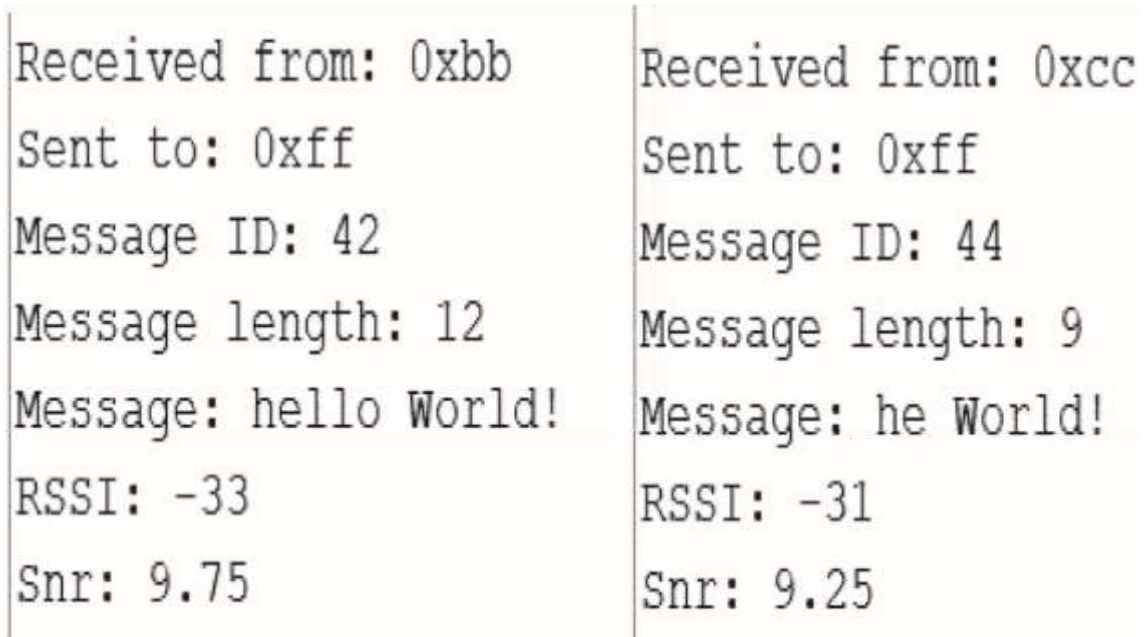 Received from: 0xbb
Sent to: 0xff
Message ID: 42
Message length: 12
Message: hello World!
RSSI: -33
Snr: 9.75
Received from: 0xcc
Sent to: 0xff
Message ID: 44
Message length: 9
Message: he World!
RSSI: -31
Snr: 9.25